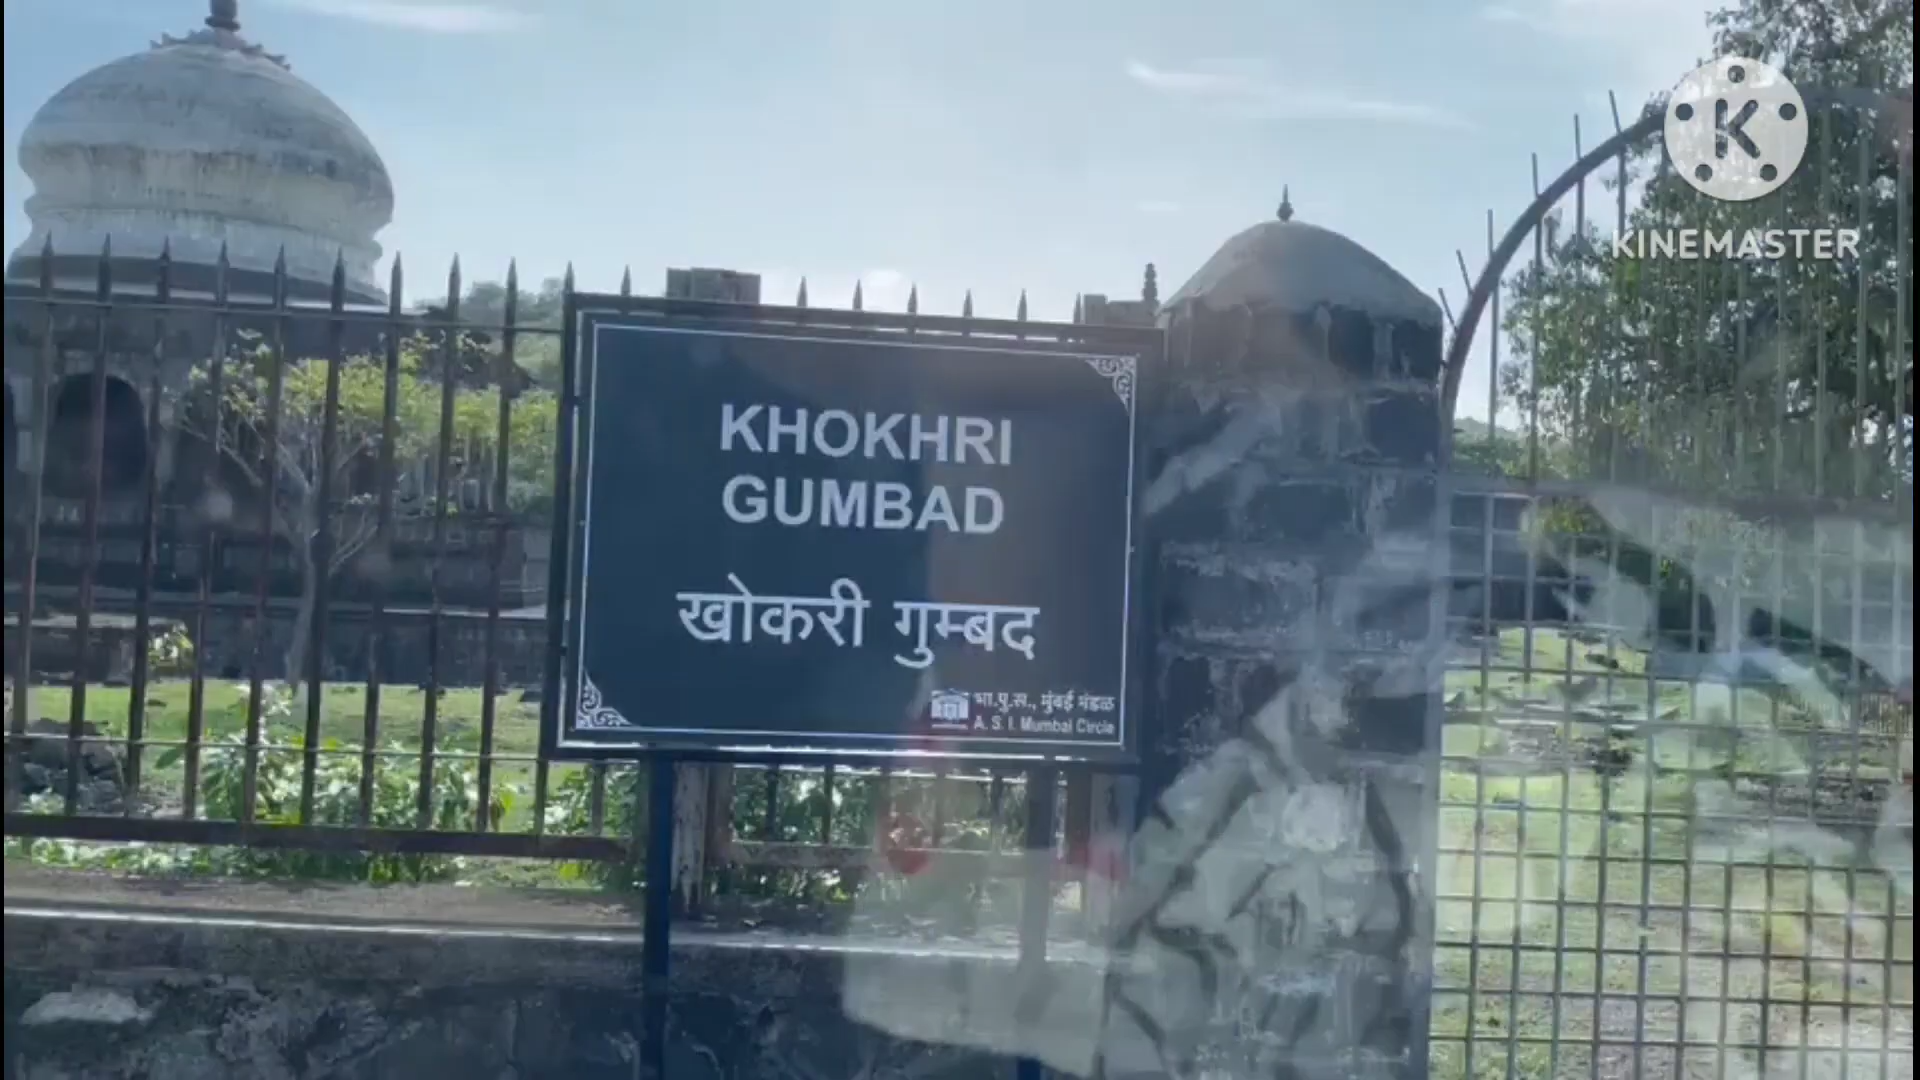 KHOKHRI
GUMBAD
खोकरी गुम्बद
भा.पु.स., मुंबई मंडळ
A. S. I. Mumbai Circle
K
KINEMASTER